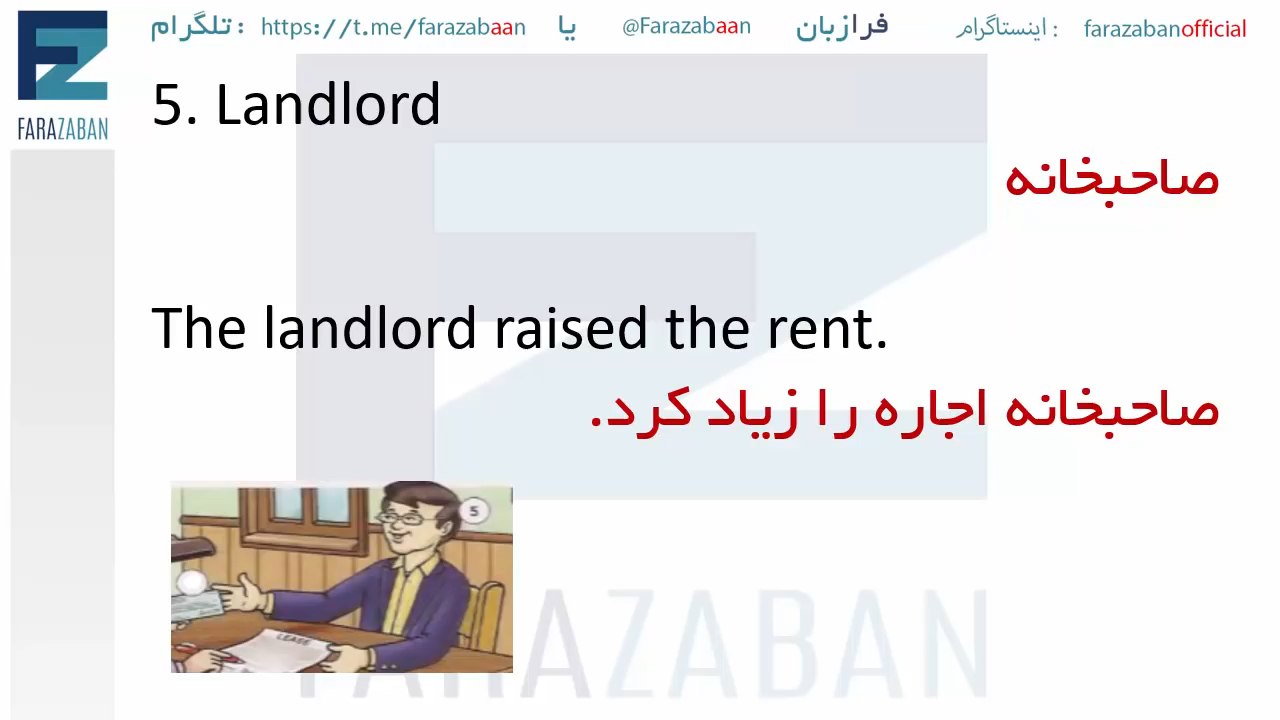 تلگرام : https://t.me/farazabaan یا @Farazabaan فرازبان اینستاگرام : farazabanofficial
FARAZABAN
5. Landlord
صاحبخانه
The landlord raised the rent.
صاحبخانه اجاره را زیاد کرد.
5
LEASE
FARAZABAN